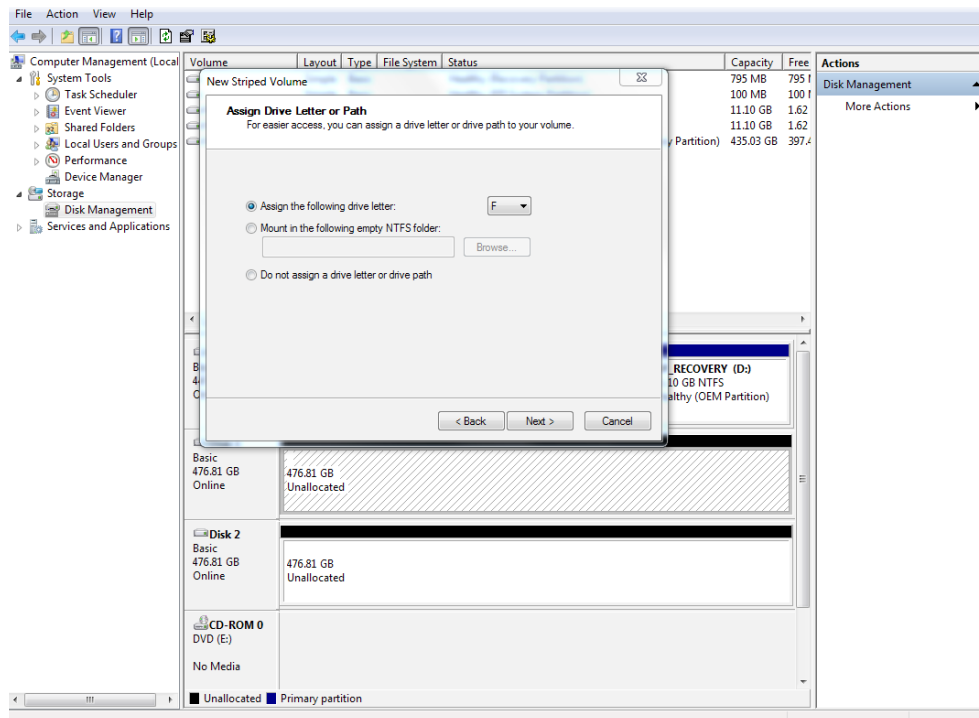 File Action View Help
Computer Management (Local
System Tools
Task Scheduler
Event Viewer
Shared Folders
Local Users and Groups
Performance
Device Manager
Storage
Disk Management
Services and Applications
Volume Layout Type File System Status Capacity Free
795 MB 795
100 MB 100
11.10 GB 1.62
11.10 GB 1.62
y Partition) 435.03 GB 397.4
New Striped Volume
Assign Drive Letter or Path
For easier access, you can assign a drive letter or drive path to your volume.
Assign the following drive letter: F
Mount in the following empty NTFS folder:
Browse...
Do not assign a drive letter or drive path
< Back Next > Cancel
_RECOVERY (D:)
10 GB NTFS
althy (OEM Partition)
Basic
476.81 GB
Online
476.81 GB
Unallocated
Disk 2
Basic
476.81 GB
Online
476.81 GB
Unallocated
CD-ROM 0
DVD (E:)
No Media
Unallocated Primary partition
Actions
Disk Management
More Actions